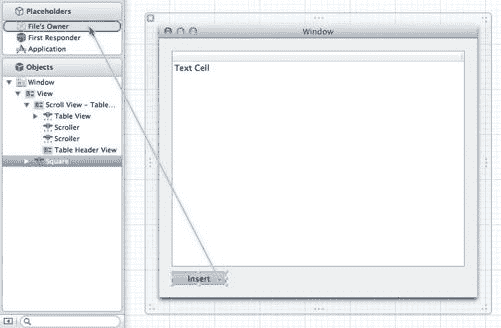 Placeholders
File's Owner
First Responder
Application
Objects
Window
View
Scroll View - Table...
Table View
Scroller
Scroller
Table Header View
Square
Window
Text Cell
Insert